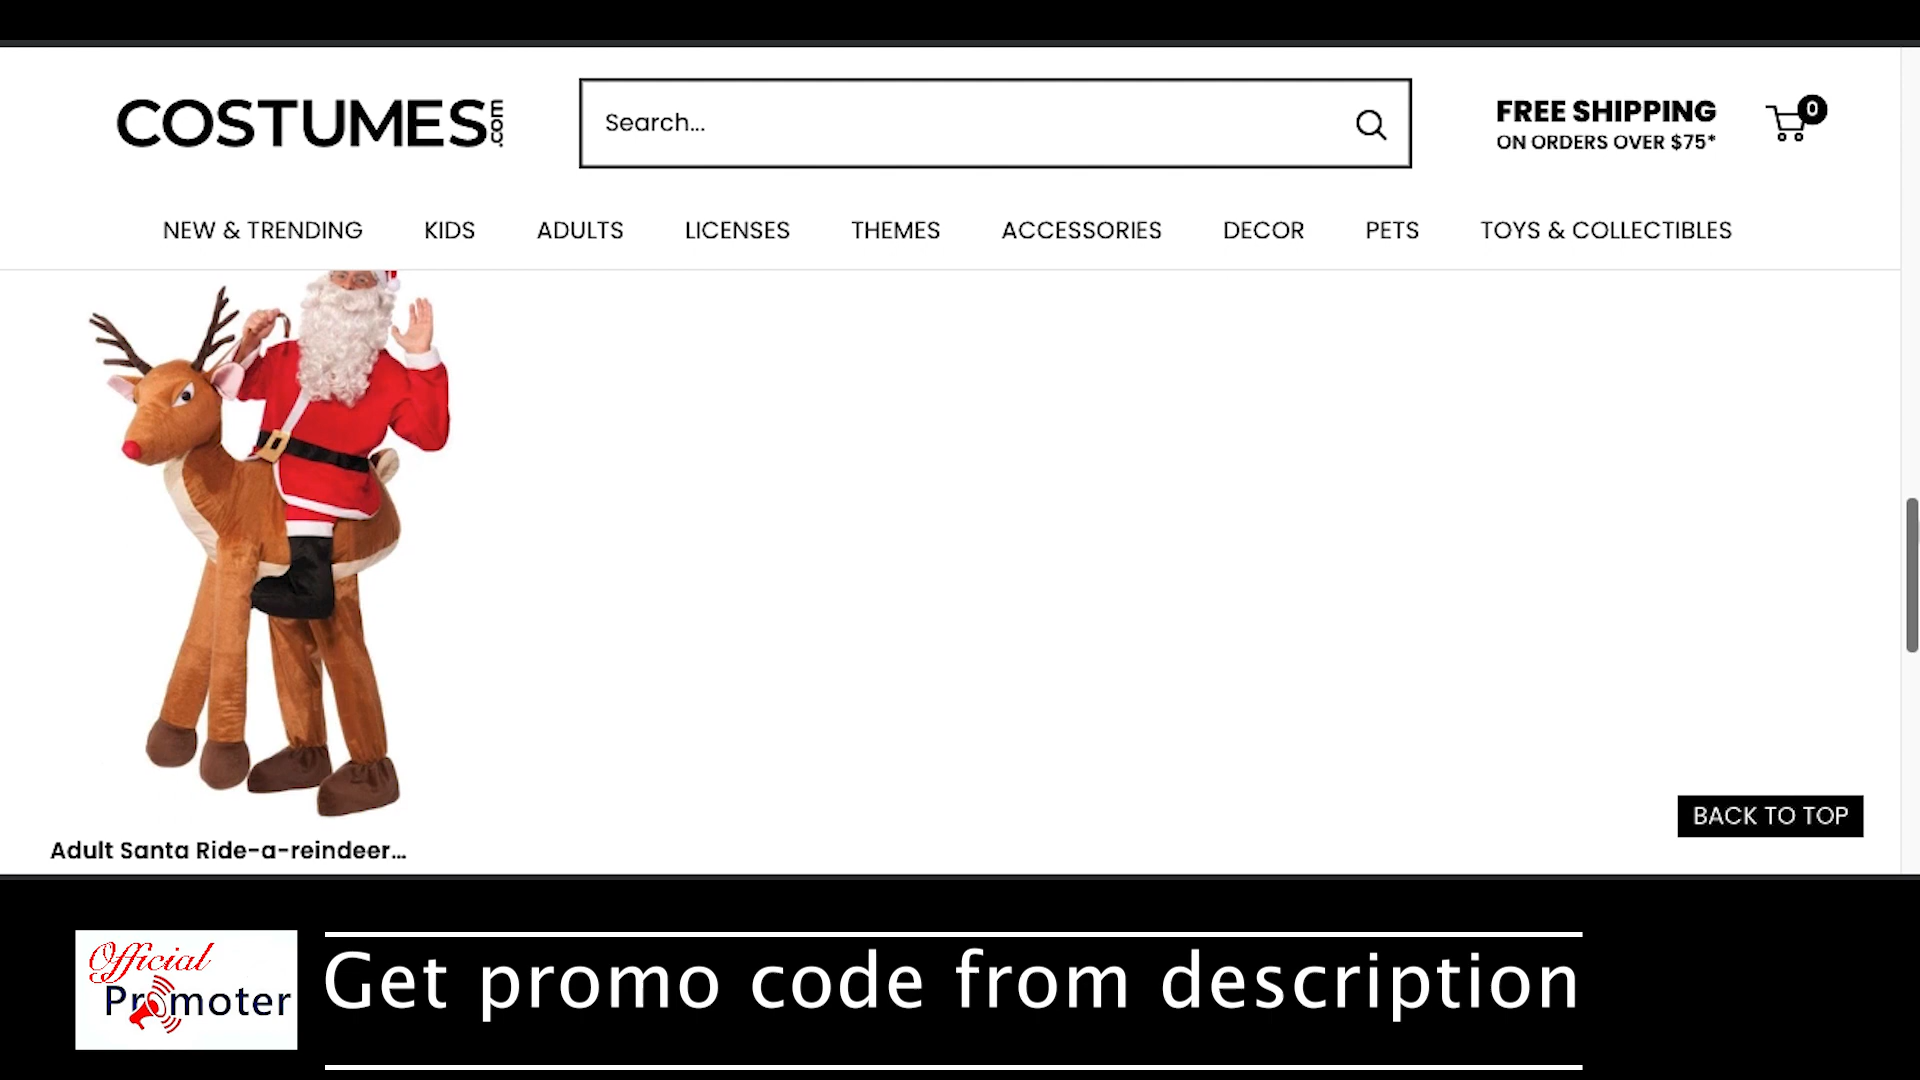 COSTUMES.com
Search...
FREE SHIPPING
ON ORDERS OVER $75*
0
NEW & TRENDING KIDS ADULTS LICENSES THEMES ACCESSORIES DECOR PETS TOYS & COLLECTIBLES
BACK TO TOP
Adult Santa Ride-a-reindeer...
Official
Promoter
Get promo code from description